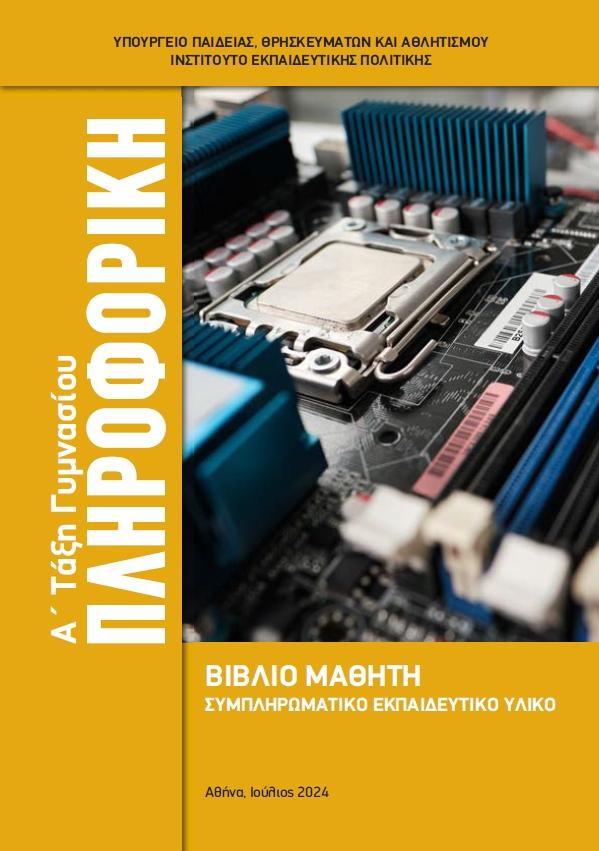 ΥΠΟΥΡΓΕΙΟ ΠΑΙΔΕΙΑΣ, ΘΡΗΣΚΕΥΜΑΤΩΝ ΚΑΙ ΑΘΛΗΤΙΣΜΟΥ
ΙΝΣΤΙΤΟΥΤΟ ΕΚΠΑΙΔΕΥΤΙΚΗΣ ΠΟΛΙΤΙΚΗΣ
Α΄ Τάξη Γυμνασίου
ΠΛΗΡΟΦΟΡΙΚΗ
ΒΙΒΛΙΟ ΜΑΘΗΤΗ
ΣΥΜΠΛΗΡΩΜΑΤΙΚΟ ΕΚΠΑΙΔΕΥΤΙΚΟ ΥΛΙΚΟ
Αθήνα, Ιούλιος 2024